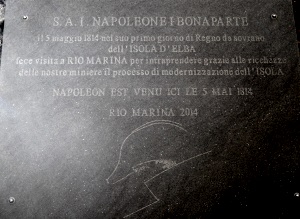 S. A. I. NAPOLEONE I BONAPARTE
il 5 maggio 1814 nel suo primo giorno di Regno da sovrano
dell'ISOLA D'ELBA
fece visita a RIO MARINA per intraprendere grazie alle ricchezze
delle nostre miniere il processo di modernizzazione dell'ISOLA
NAPOLEON EST VENU ICI LE 5 MAI 1814
RIO MARINA 2014